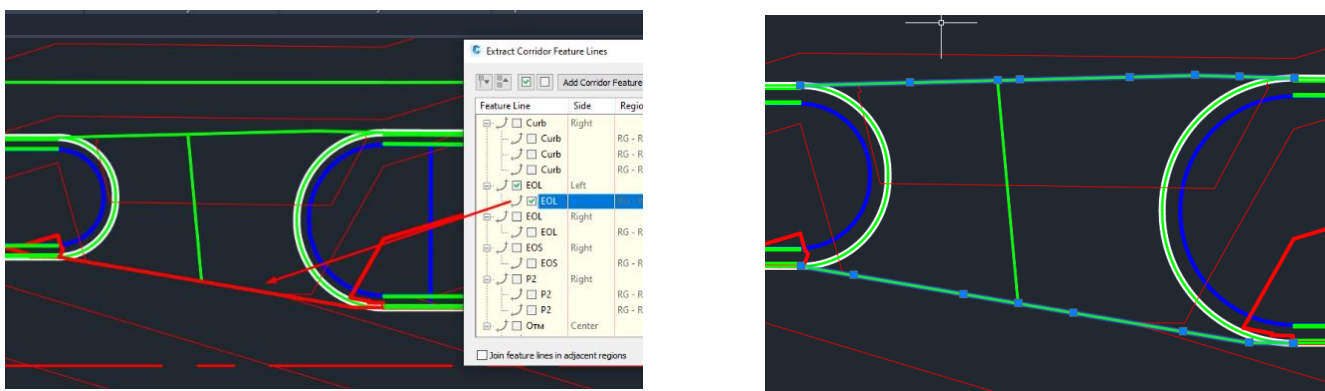 Extract Corridor Feature Lines
Add Corridor Feature
Feature Line Side Regio
Curb Right
Curb RG - R
Curb RG - R
Curb RG - R
EOL Left
EOL
EOL Right
EOL RG - R
EOS Right
EOS RG - R
P2 Right
P2 RG - R
P2 RG - R
Отм Center
Join feature lines in adjacent regions